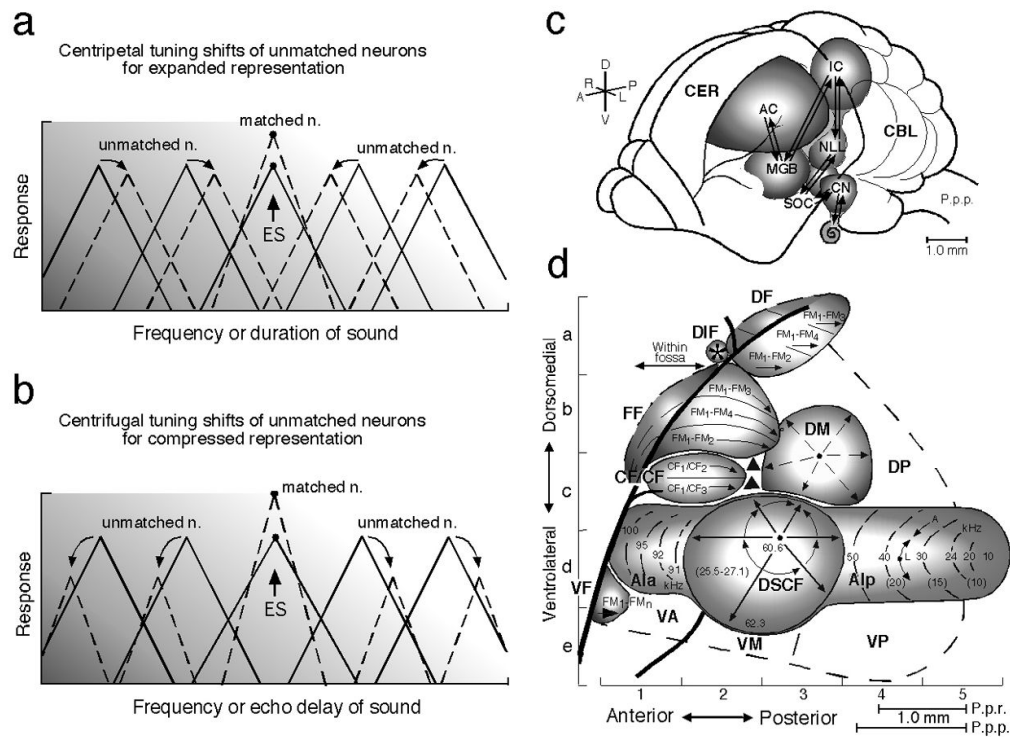 a
Centripetal tuning shifts of unmatched neurons
for expanded representation
matched n.
unmatched n.
unmatched n.
ES
Response
Frequency or duration of sound
b
Centrifugal tuning shifts of unmatched neurons
for compressed representation
matched n.
unmatched n.
unmatched n.
ES
Response
Frequency or echo delay of sound
c
D
R P
A L
V
CER
IC
AC
CBL
NLL
MGB
CN
SOC
P.p.p.
1.0 mm
d
DF
a
FM1-FM3
DIF
FM1-FM4
Within
fossa
FM1-FM2
Dorsomedial
b
FM1-FM3
FF
FM1-FM4
DM
FM1-FM2
DP
CF/CF
CF1/CF2
c
CF1/CF3
100
A
kHz
95
60.6
50
40
L
30
24
20
10
92
Ventrolateral
d
91
AIa
kHz
(25.5-27.1)
DSCF
AIp
(20)
(15)
(10)
VF
FM1-FMn
VA
62.3
VM
VP
e
1 2 3 4 5
P.p.r.
Anterior Posterior
1.0 mm
P.p.p.